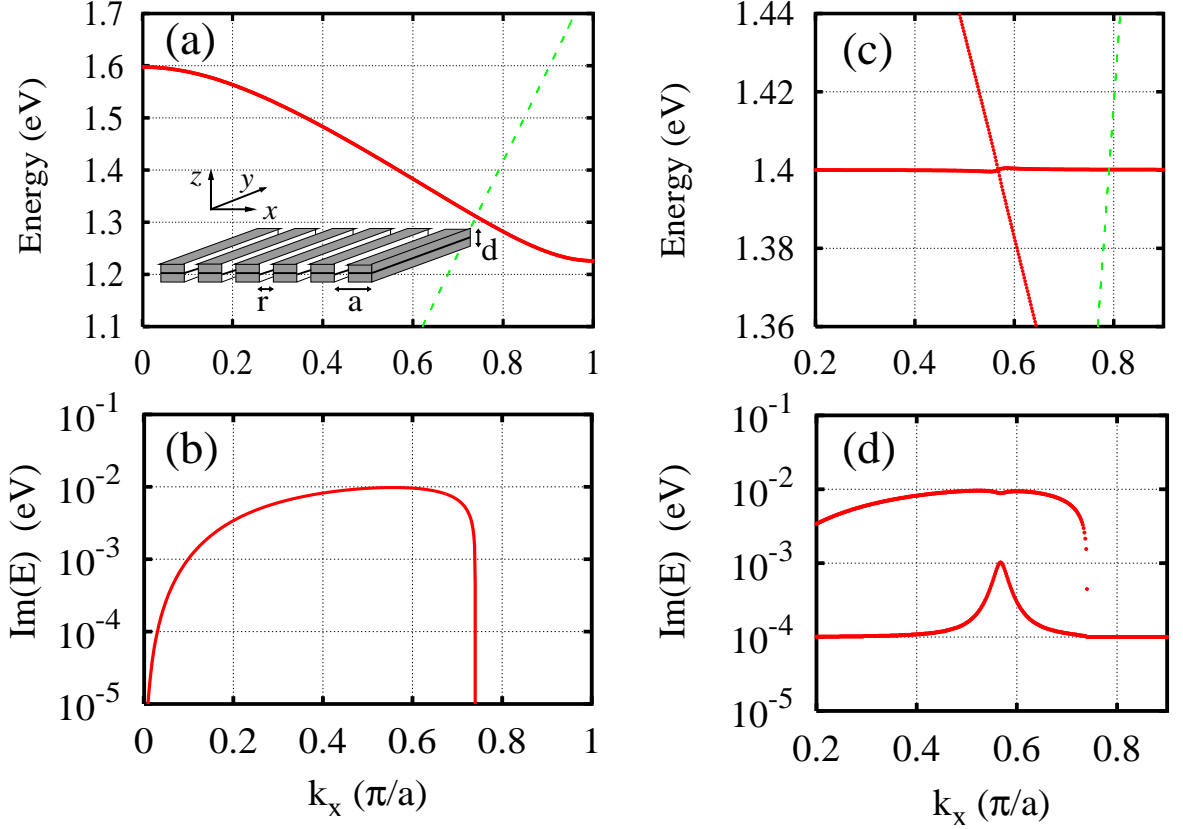 (a)
Energy (eV)
1.7
1.6
1.5
1.4
1.3
1.2
1.1
z
y
x
d
r
a
0
0.2
0.4
0.6
0.8
1
(c)
Energy (eV)
1.44
1.42
1.4
1.38
1.36
0.2
0.4
0.6
0.8
(b)
Im(E) (eV)
10^-1
10^-2
10^-3
10^-4
10^-5
0
0.2
0.4
0.6
0.8
1
k_x (π/a)
(d)
Im(E) (eV)
10^-1
10^-2
10^-3
10^-4
10^-5
0.2
0.4
0.6
0.8
k_x (π/a)